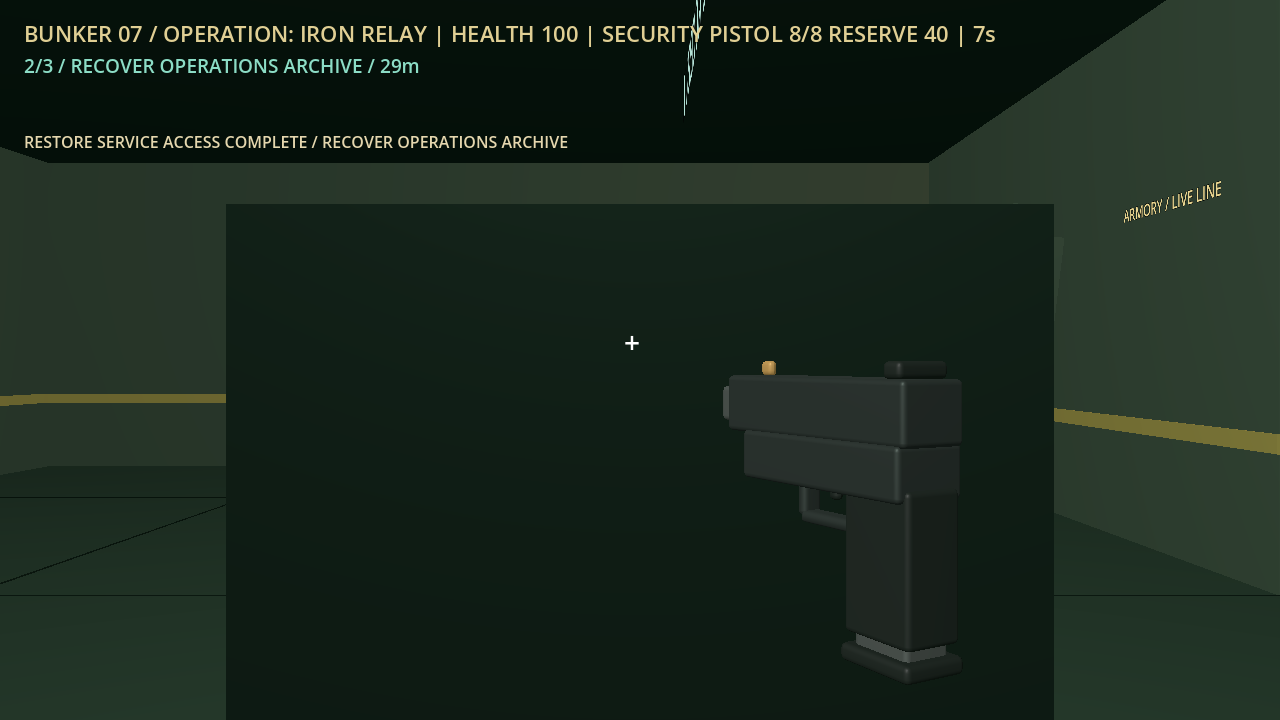 BUNKER 07 / OPERATION: IRON RELAY | HEALTH 100 | SECURITY PISTOL 8/8 RESERVE 40 | 7s
2/3 / RECOVER OPERATIONS ARCHIVE / 29m
RESTORE SERVICE ACCESS COMPLETE / RECOVER OPERATIONS ARCHIVE
ARMORY / LIVE LINE